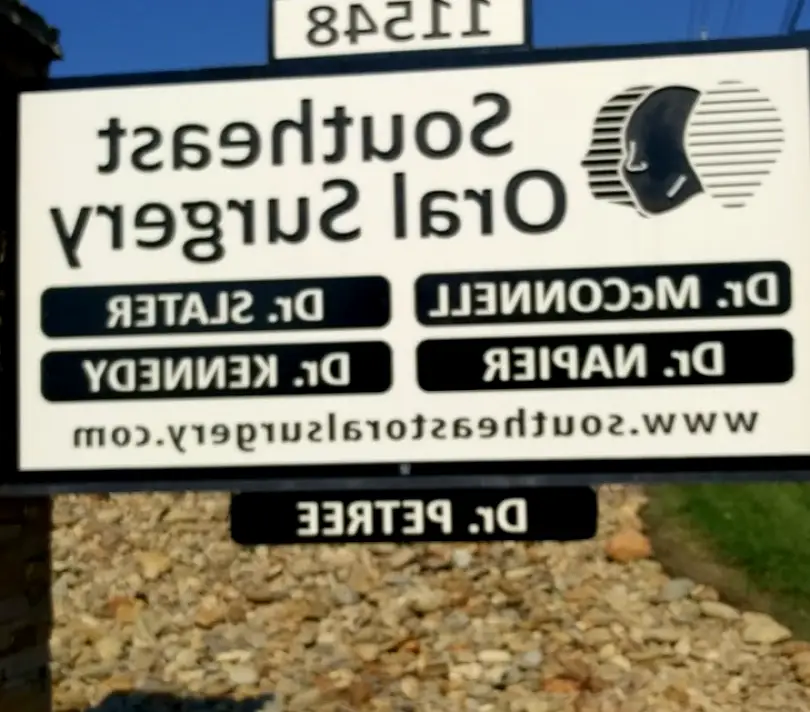 11548
Southeast
Oral Surgery
Dr. McCONNELL Dr. SLATER
Dr. NAPIER Dr. KENNEDY
www.southeastoralsurgery.com
Dr. PETREE